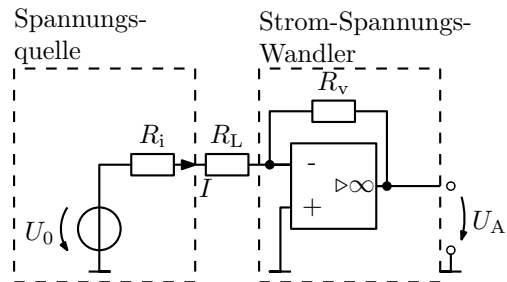 Spannungs-
quelle
Strom-Spannungs-
Wandler
Rv
Ri
RL
I
-
▷∞
+
U0
UA